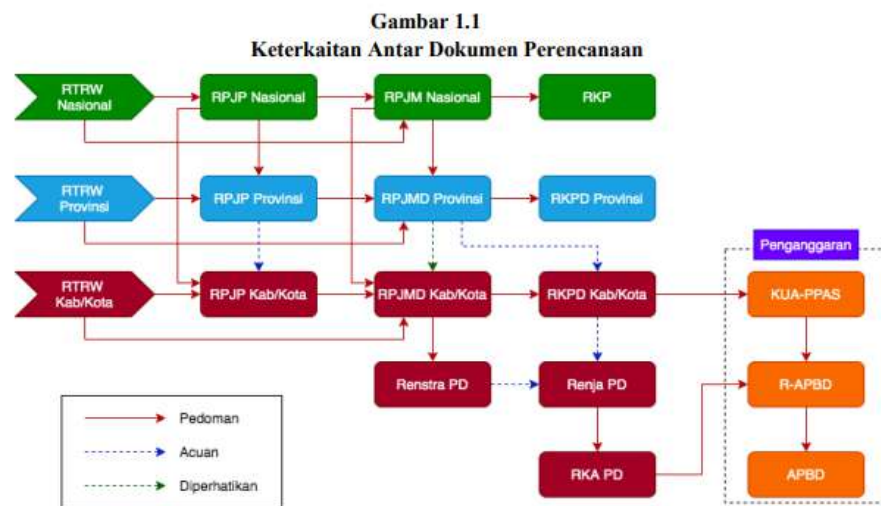 Gambar 1.1
Keterkaitan Antar Dokumen Perencanaan
RTRW
Nasional
RPJP Nasional
RPJM Nasional
RKP
RTRW
Provinsi
RPJP Provinsi
RPJMD Provinsi
RKPD Provinsi
Penganggaran
RTRW
Kab/Kota
RPJP Kab/Kota
RPJMD Kab/Kota
RKPD Kab/Kota
KUA-PPAS
Renstra PD
Renja PD
R-APBD
Pedoman
Acuan
Diperhatikan
RKA PD
APBD